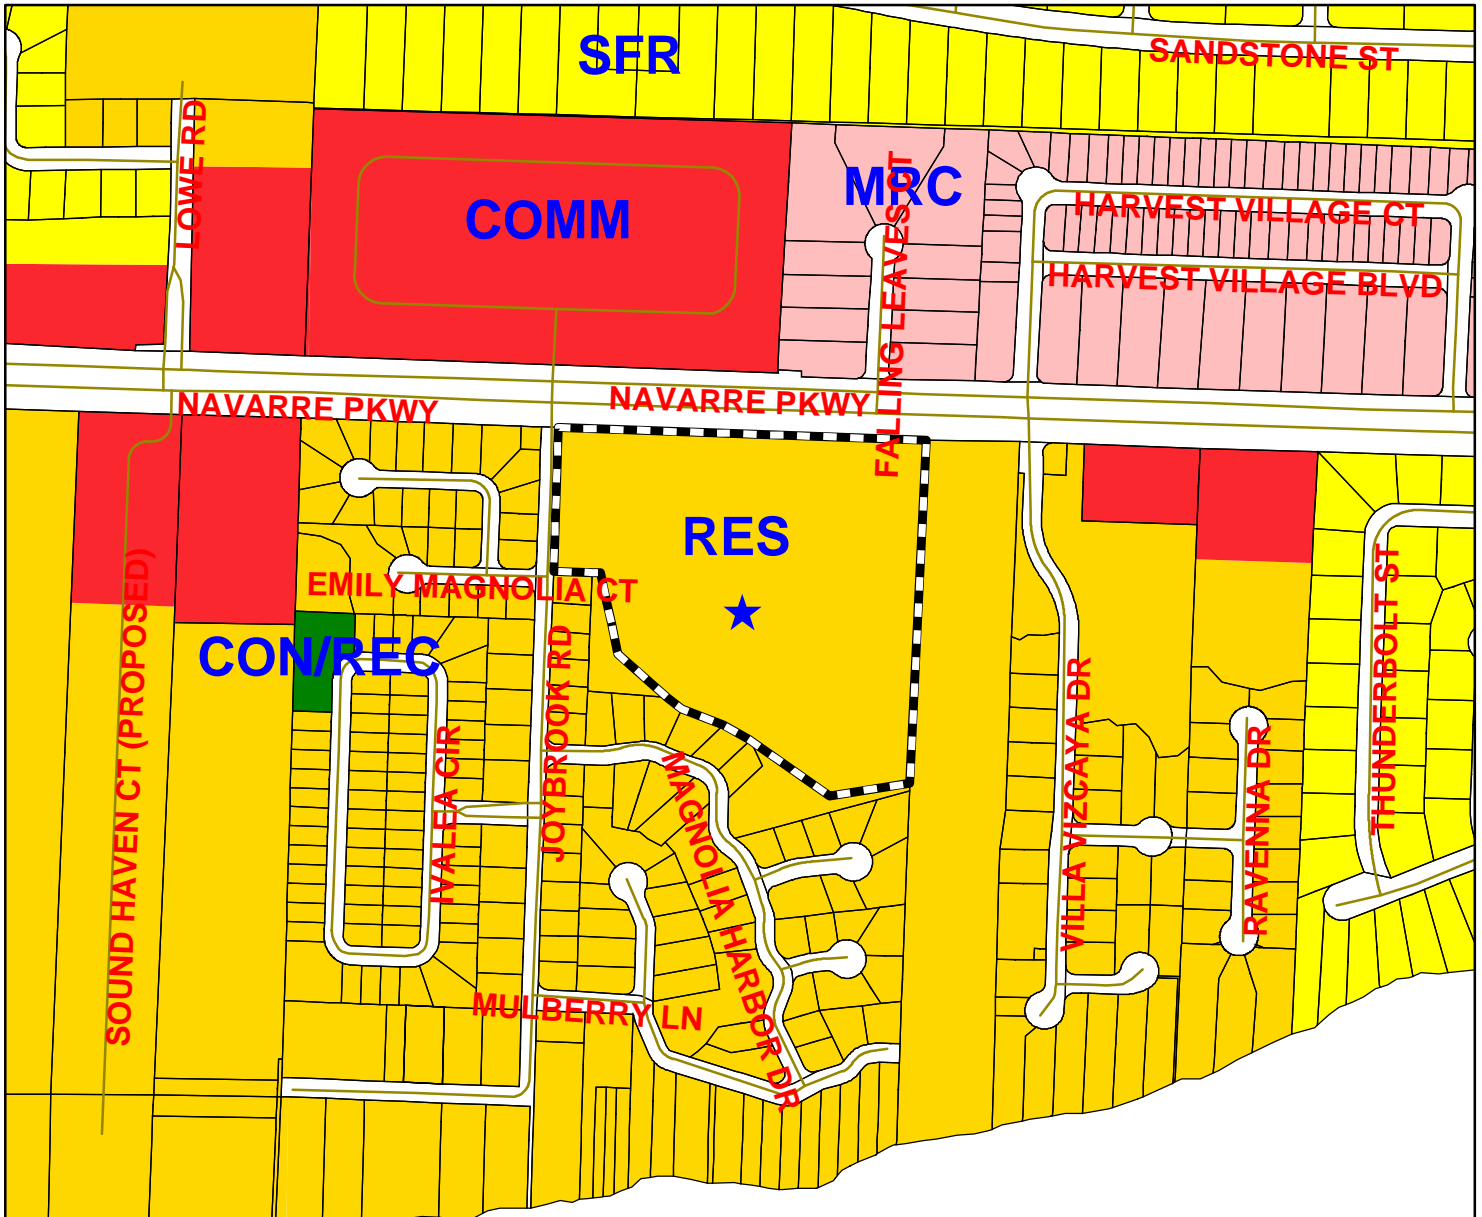 SFR
SANDSTONE ST
LOWE RD
COMM
MRC
FALLING LEAVES CT
HARVEST VILLAGE CT
HARVEST VILLAGE BLVD
NAVARRE PKWY
NAVARRE PKWY
RES
EMILY MAGNOLIA CT
CON/REC
SOUND HAVEN CT (PROPOSED)
IVALEA CIR
JOYBROOK RD
MAGNOLIA HARBOR DR
VILLA VIZCAYA DR
RAVENNA DR
THUNDERBOLT ST
MULBERRY LN